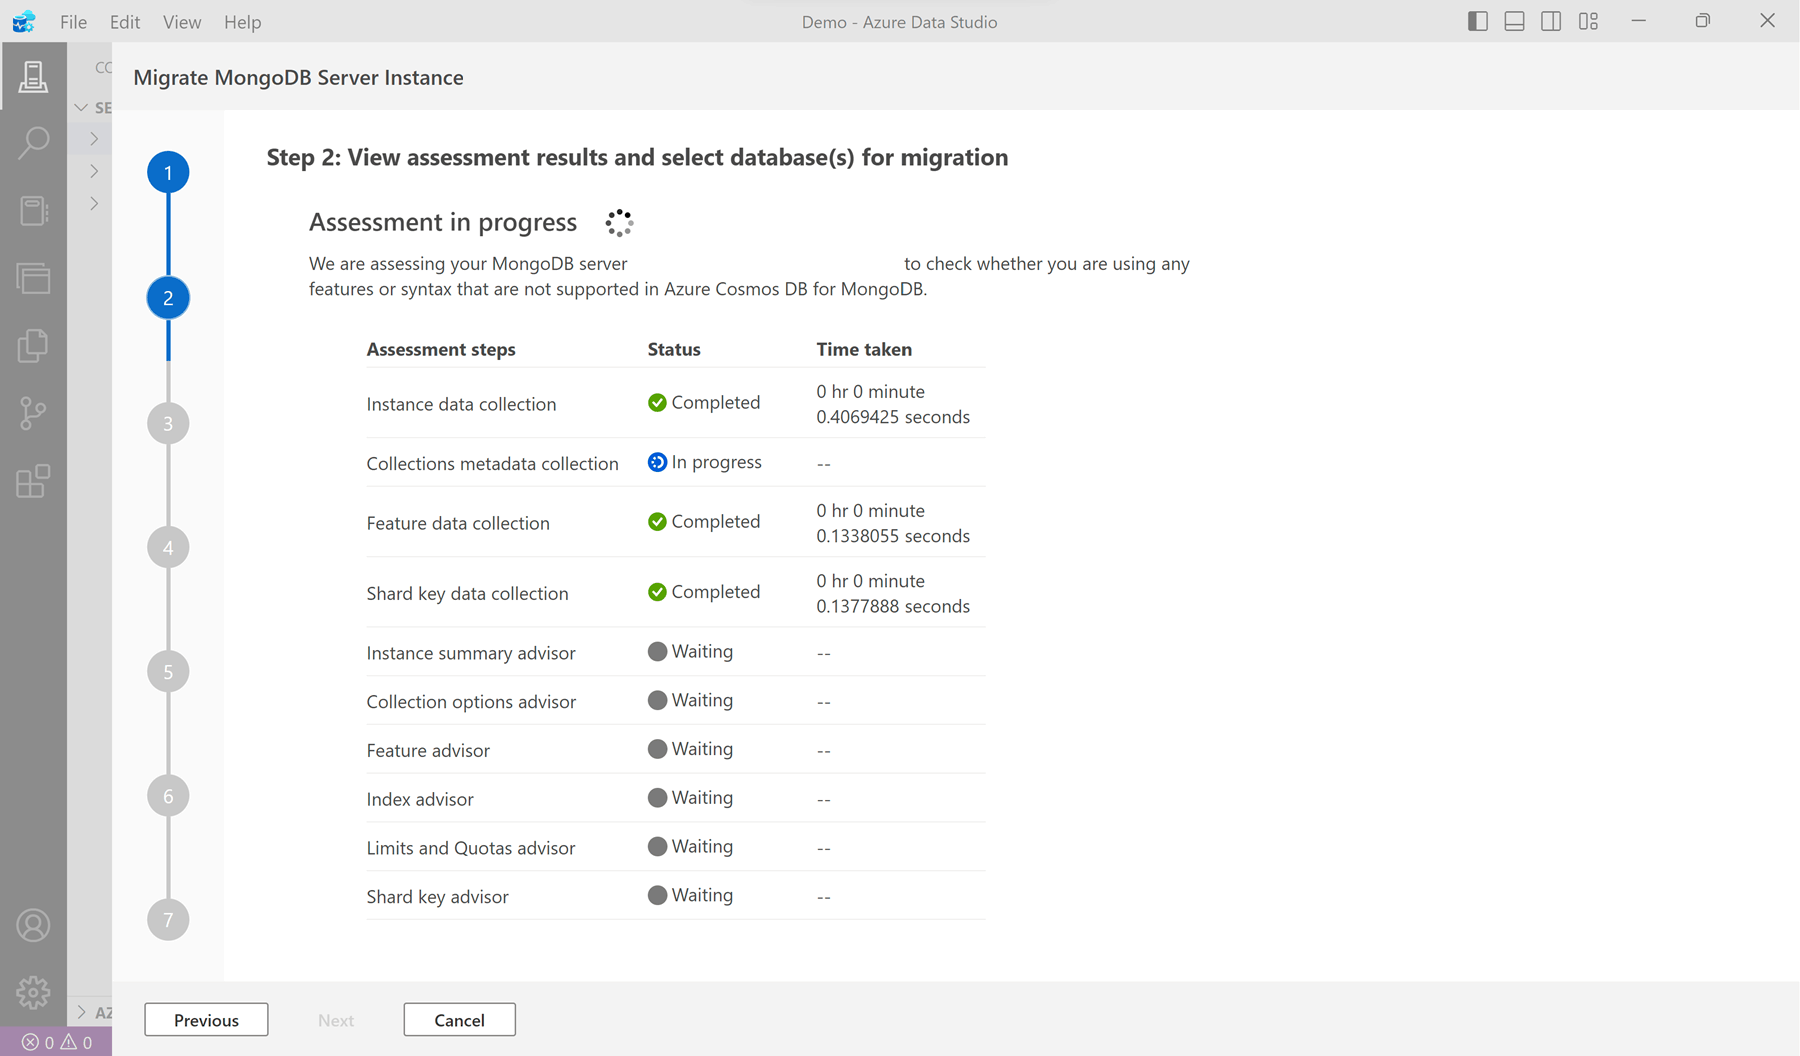 File Edit View Help
Demo - Azure Data Studio
CO
Migrate MongoDB Server Instance
SE
1
Step 2: View assessment results and select database(s) for migration
Assessment in progress
We are assessing your MongoDB server to check whether you are using any
features or syntax that are not supported in Azure Cosmos DB for MongoDB.
2
Assessment steps Status Time taken
Instance data collection Completed 0 hr 0 minute
0.4069425 seconds
3
Collections metadata collection In progress --
Feature data collection Completed 0 hr 0 minute
0.1338055 seconds
4
Shard key data collection Completed 0 hr 0 minute
0.1377888 seconds
Instance summary advisor Waiting --
5
Collection options advisor Waiting --
Feature advisor Waiting --
Index advisor Waiting --
6
Limits and Quotas advisor Waiting --
Shard key advisor Waiting --
7
AZ
Previous Next Cancel
0 0